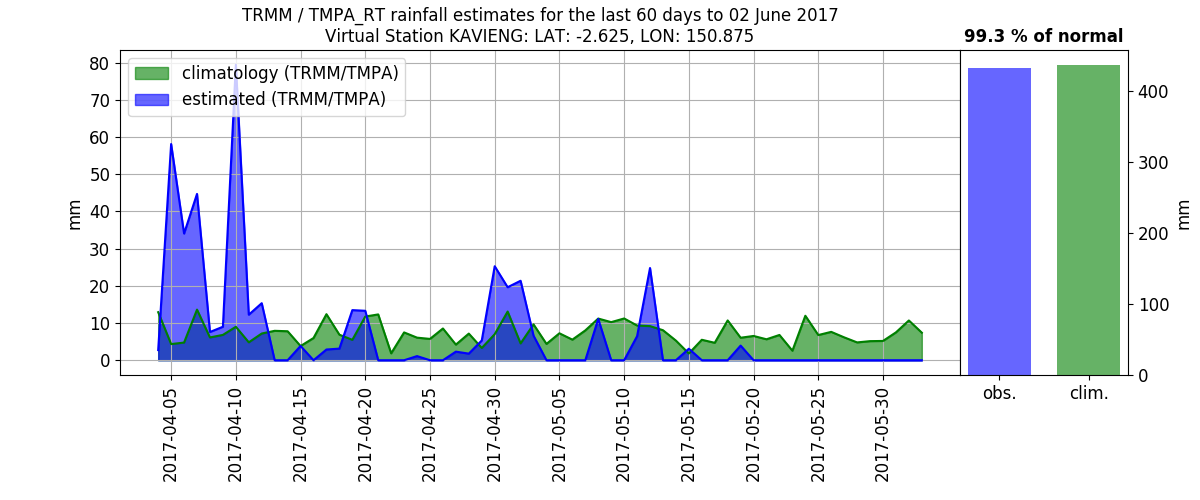 TRMM / TMPA_RT rainfall estimates for the last 60 days to 02 June 2017
Virtual Station KAVIENG: LAT: -2.625, LON: 150.875
99.3 % of normal
climatology (TRMM/TMPA)
estimated (TRMM/TMPA)
80
70
60
50
40
30
20
10
0
mm
2017-04-05
2017-04-10
2017-04-15
2017-04-20
2017-04-25
2017-04-30
2017-05-05
2017-05-10
2017-05-15
2017-05-20
2017-05-25
2017-05-30
400
300
200
100
0
mm
obs.
clim.